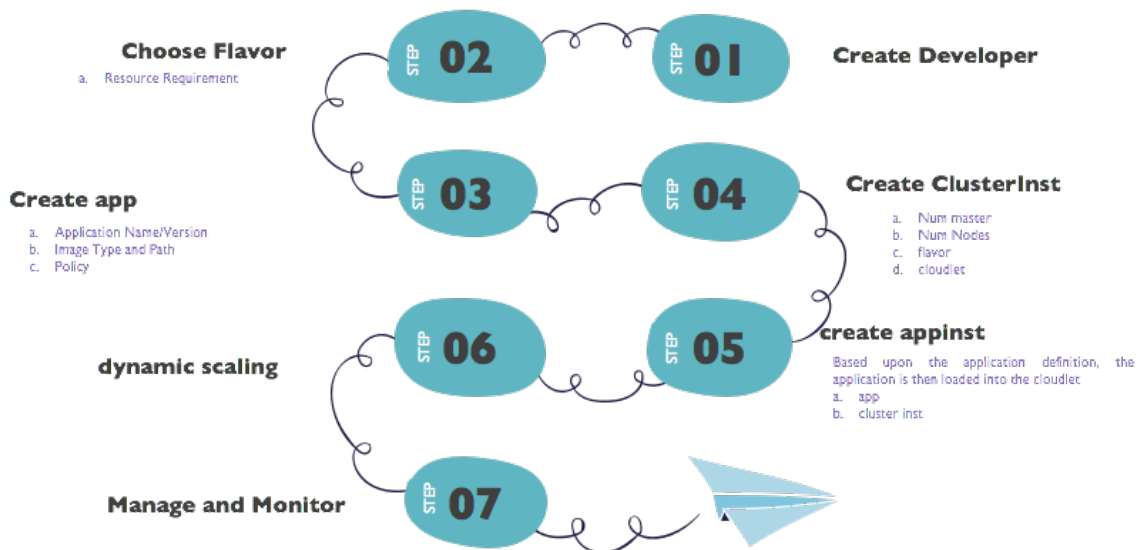 STEP 01
Create Developer
STEP 02
Choose Flavor
a. Resource Requirement
STEP 03
Create app
a. Application Name/Version
b. Image Type and Path
c. Policy
STEP 04
Create ClusterInst
a. Num master
b. Num Nodes
c. flavor
d. cloudlet
STEP 05
create appinst
Based upon the application definition, the
application is then loaded into the cloudlet
a. app
b. cluster inst
STEP 06
dynamic scaling
STEP 07
Manage and Monitor